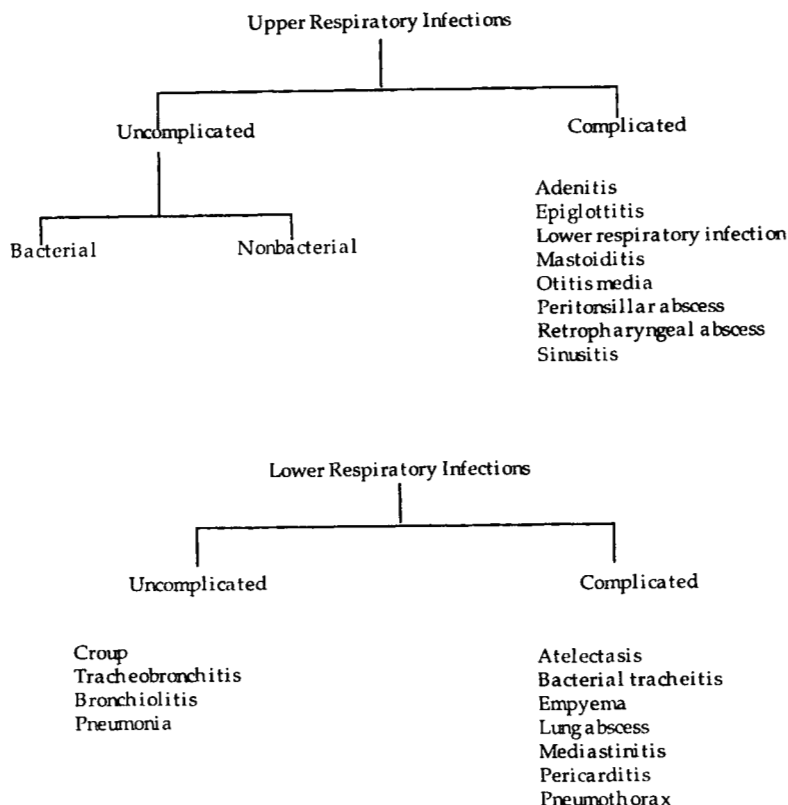 Upper Respiratory Infections
Uncomplicated
Complicated
Bacterial
Nonbacterial
Adenitis
Epiglottitis
Lower respiratory infection
Mastoiditis
Otitis media
Peritonsillar abscess
Retropharyngeal abscess
Sinusitis
Lower Respiratory Infections
Uncomplicated
Complicated
Croup
Tracheobronchitis
Bronchiolitis
Pneumonia
Atelectasis
Bacterial tracheitis
Empyema
Lung abscess
Mediastinitis
Pericarditis
Pneumothorax